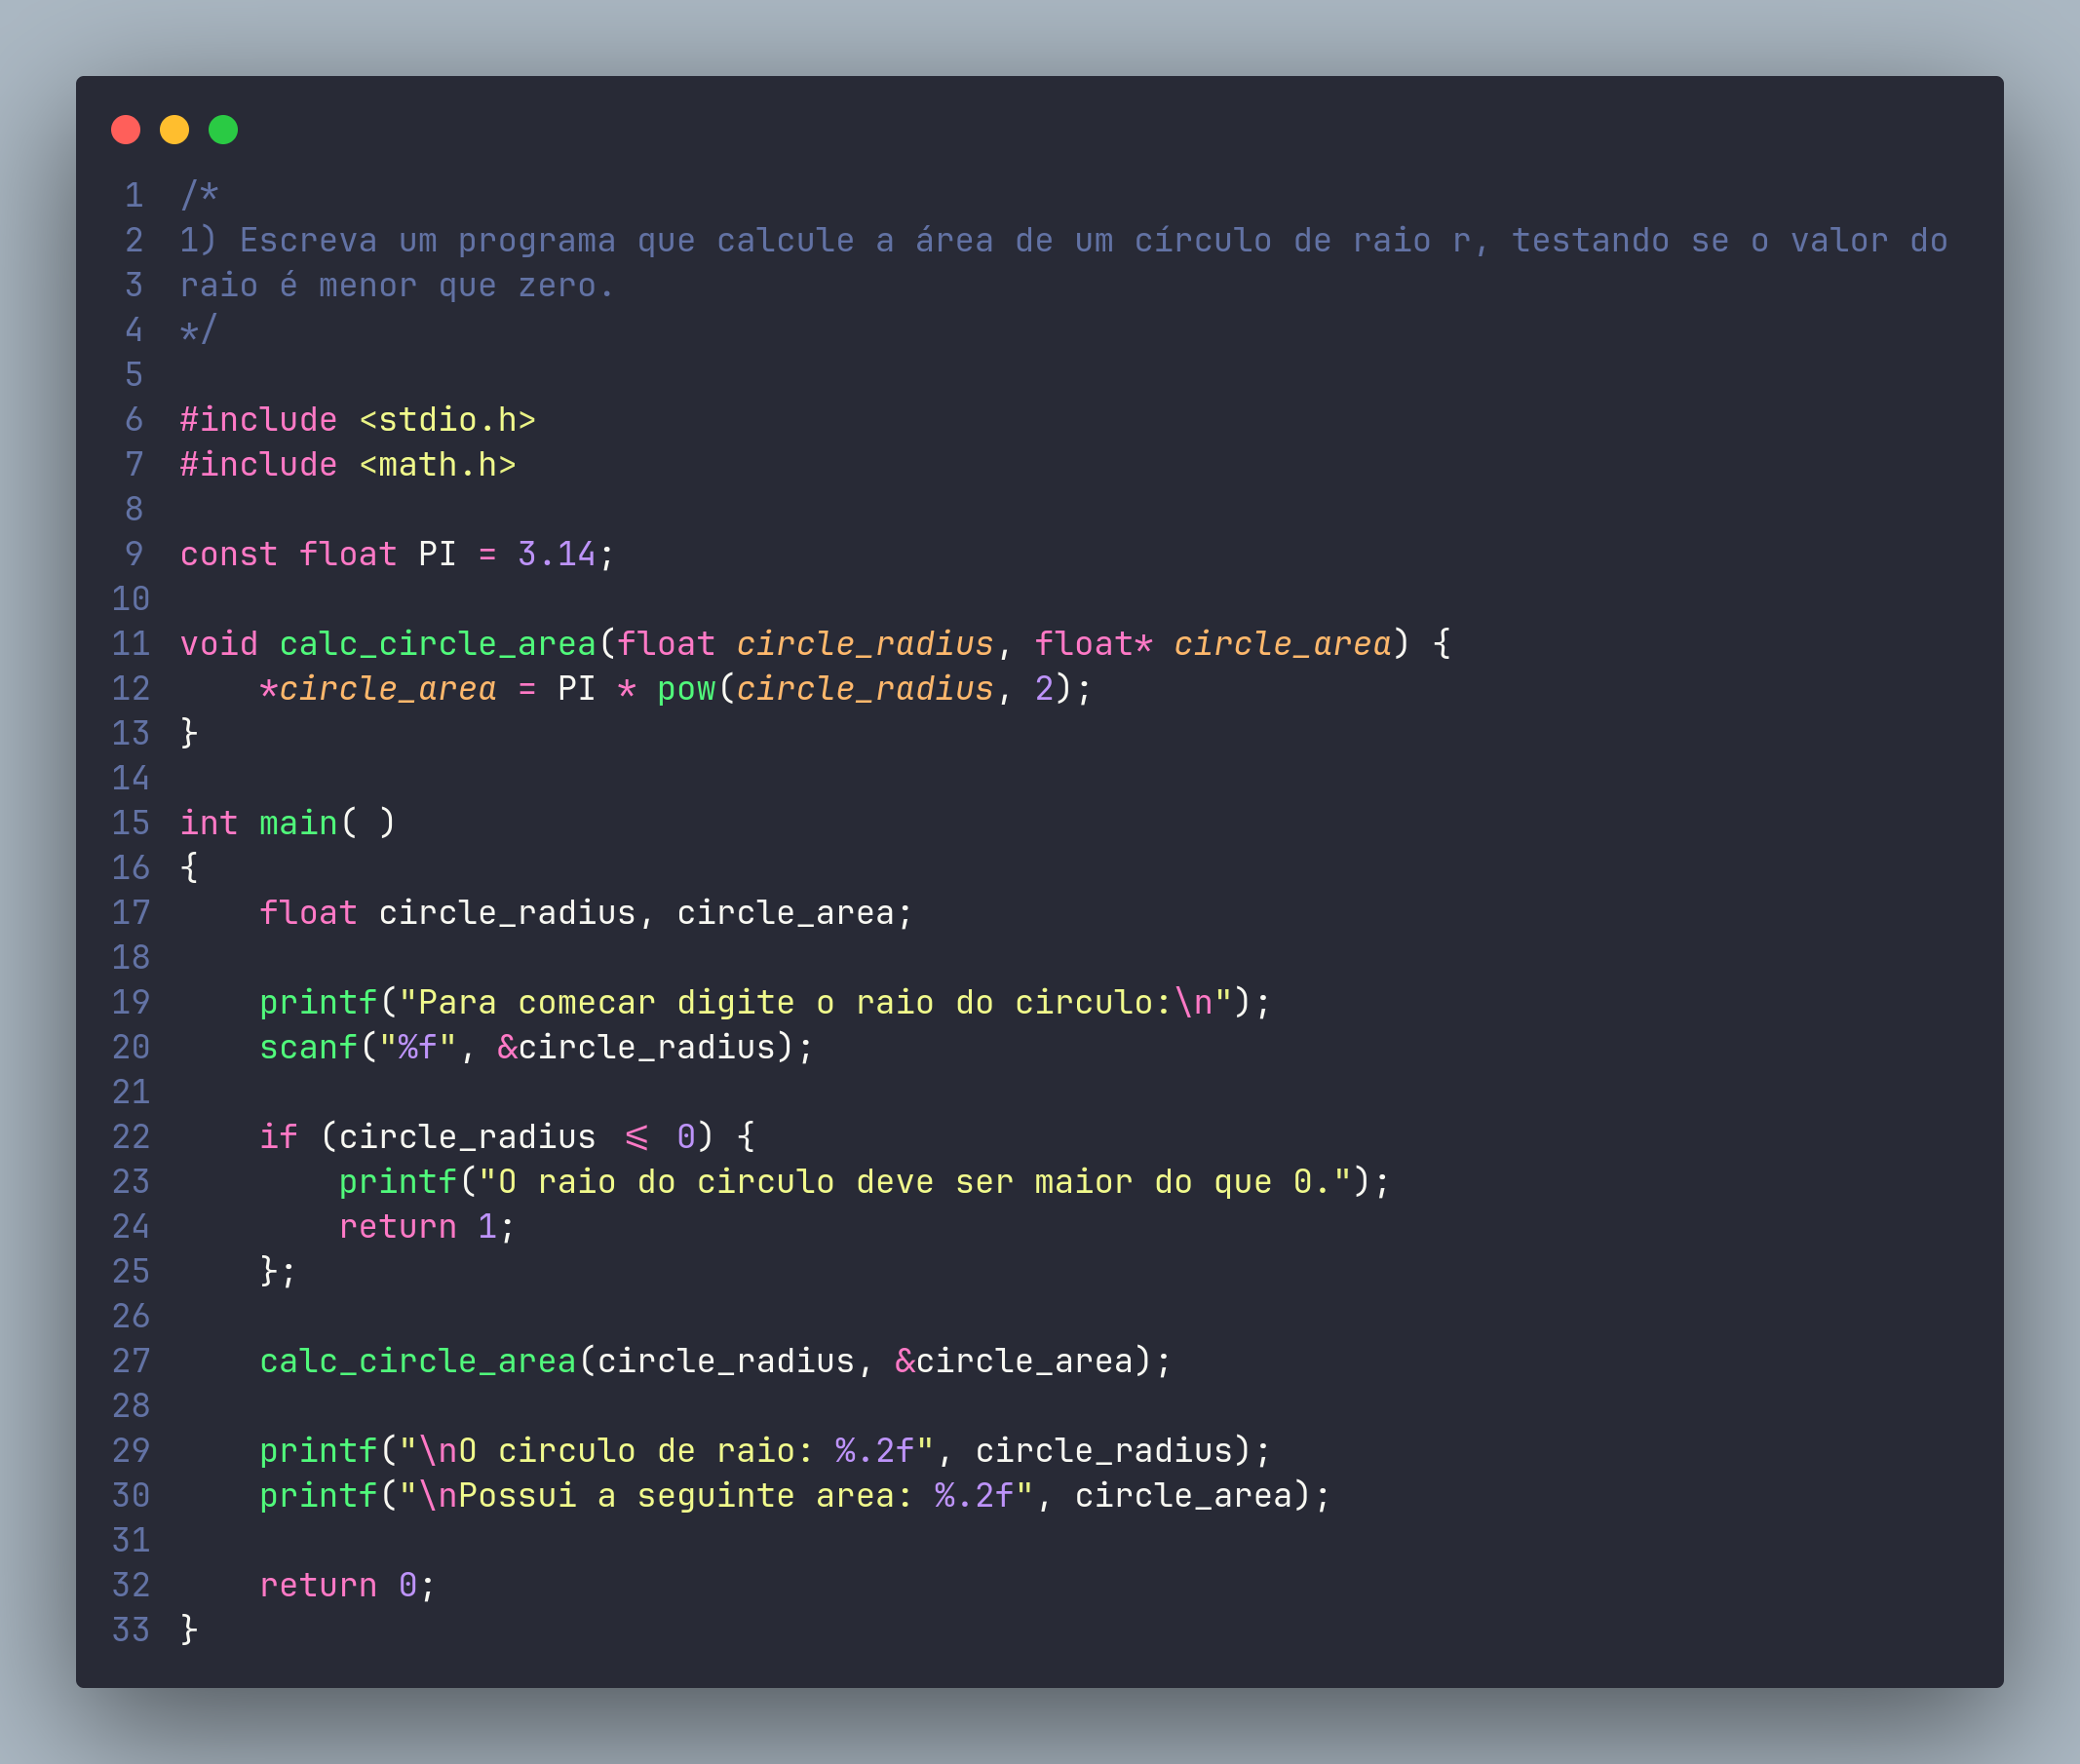 1 /*
2 1) Escreva um programa que calcule a área de um círculo de raio r, testando se o valor do
3 raio é menor que zero.
4 */
5
6 #include <stdio.h>
7 #include <math.h>
8
9 const float PI = 3.14;
10
11 void calc_circle_area(float circle_radius, float* circle_area) {
12     *circle_area = PI * pow(circle_radius, 2);
13 }
14
15 int main( )
16 {
17     float circle_radius, circle_area;
18
19     printf("Para comecar digite o raio do circulo:\n");
20     scanf("%f", &circle_radius);
21
22     if (circle_radius <= 0) {
23         printf("O raio do circulo deve ser maior do que 0.");
24         return 1;
25     };
26
27     calc_circle_area(circle_radius, &circle_area);
28
29     printf("\nO circulo de raio: %.2f", circle_radius);
30     printf("\nPossui a seguinte area: %.2f", circle_area);
31
32     return 0;
33 }